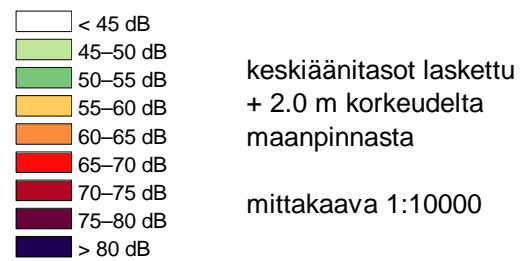 < 45 dB
45–50 dB
50–55 dB
55–60 dB
60–65 dB
65–70 dB
70–75 dB
75–80 dB
> 80 dB
keskiäänitasot laskettu
+ 2.0 m korkeudelta
maanpinnasta
mittakaava 1:10000